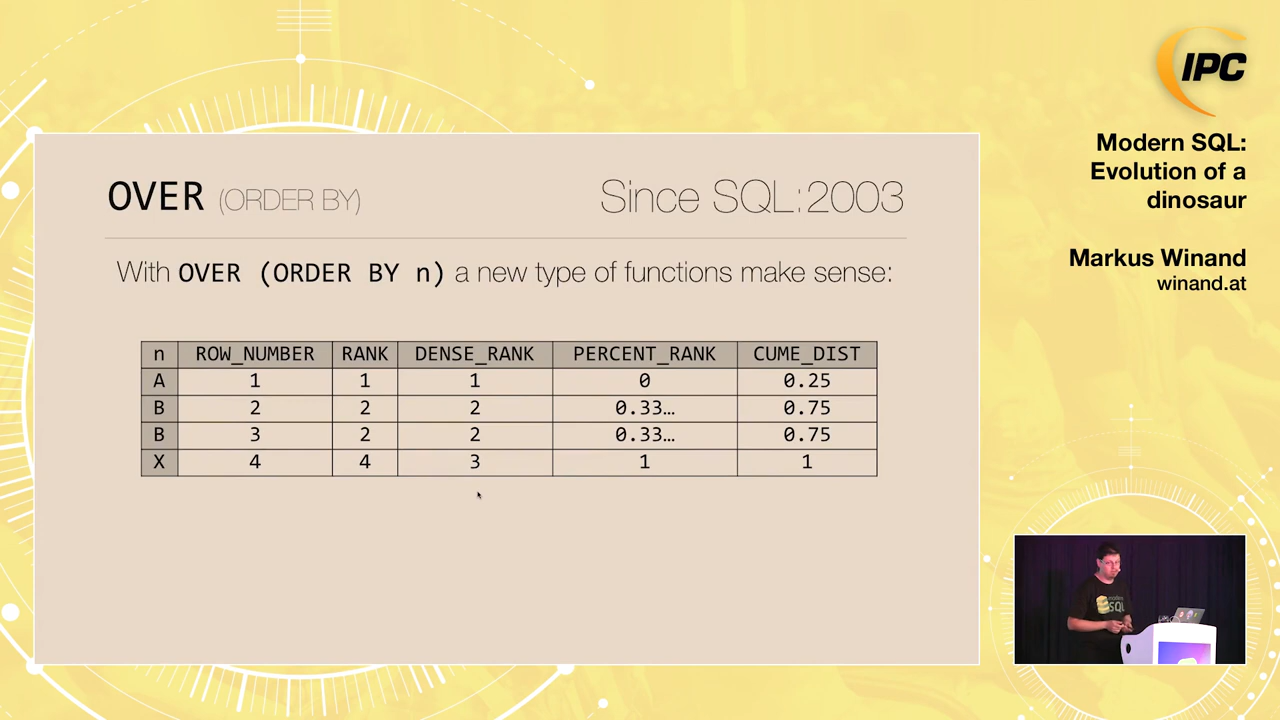 IPC
Modern SQL:
Evolution of a
dinosaur
Markus Winand
winand.at
OVER (ORDER BY) Since SQL:2003
With OVER (ORDER BY n) a new type of functions make sense:
n ROW_NUMBER RANK DENSE_RANK PERCENT_RANK CUME_DIST
A 1 1 1 0 0.25
B 2 2 2 0.33… 0.75
B 3 2 2 0.33… 0.75
X 4 4 3 1 1
SQL